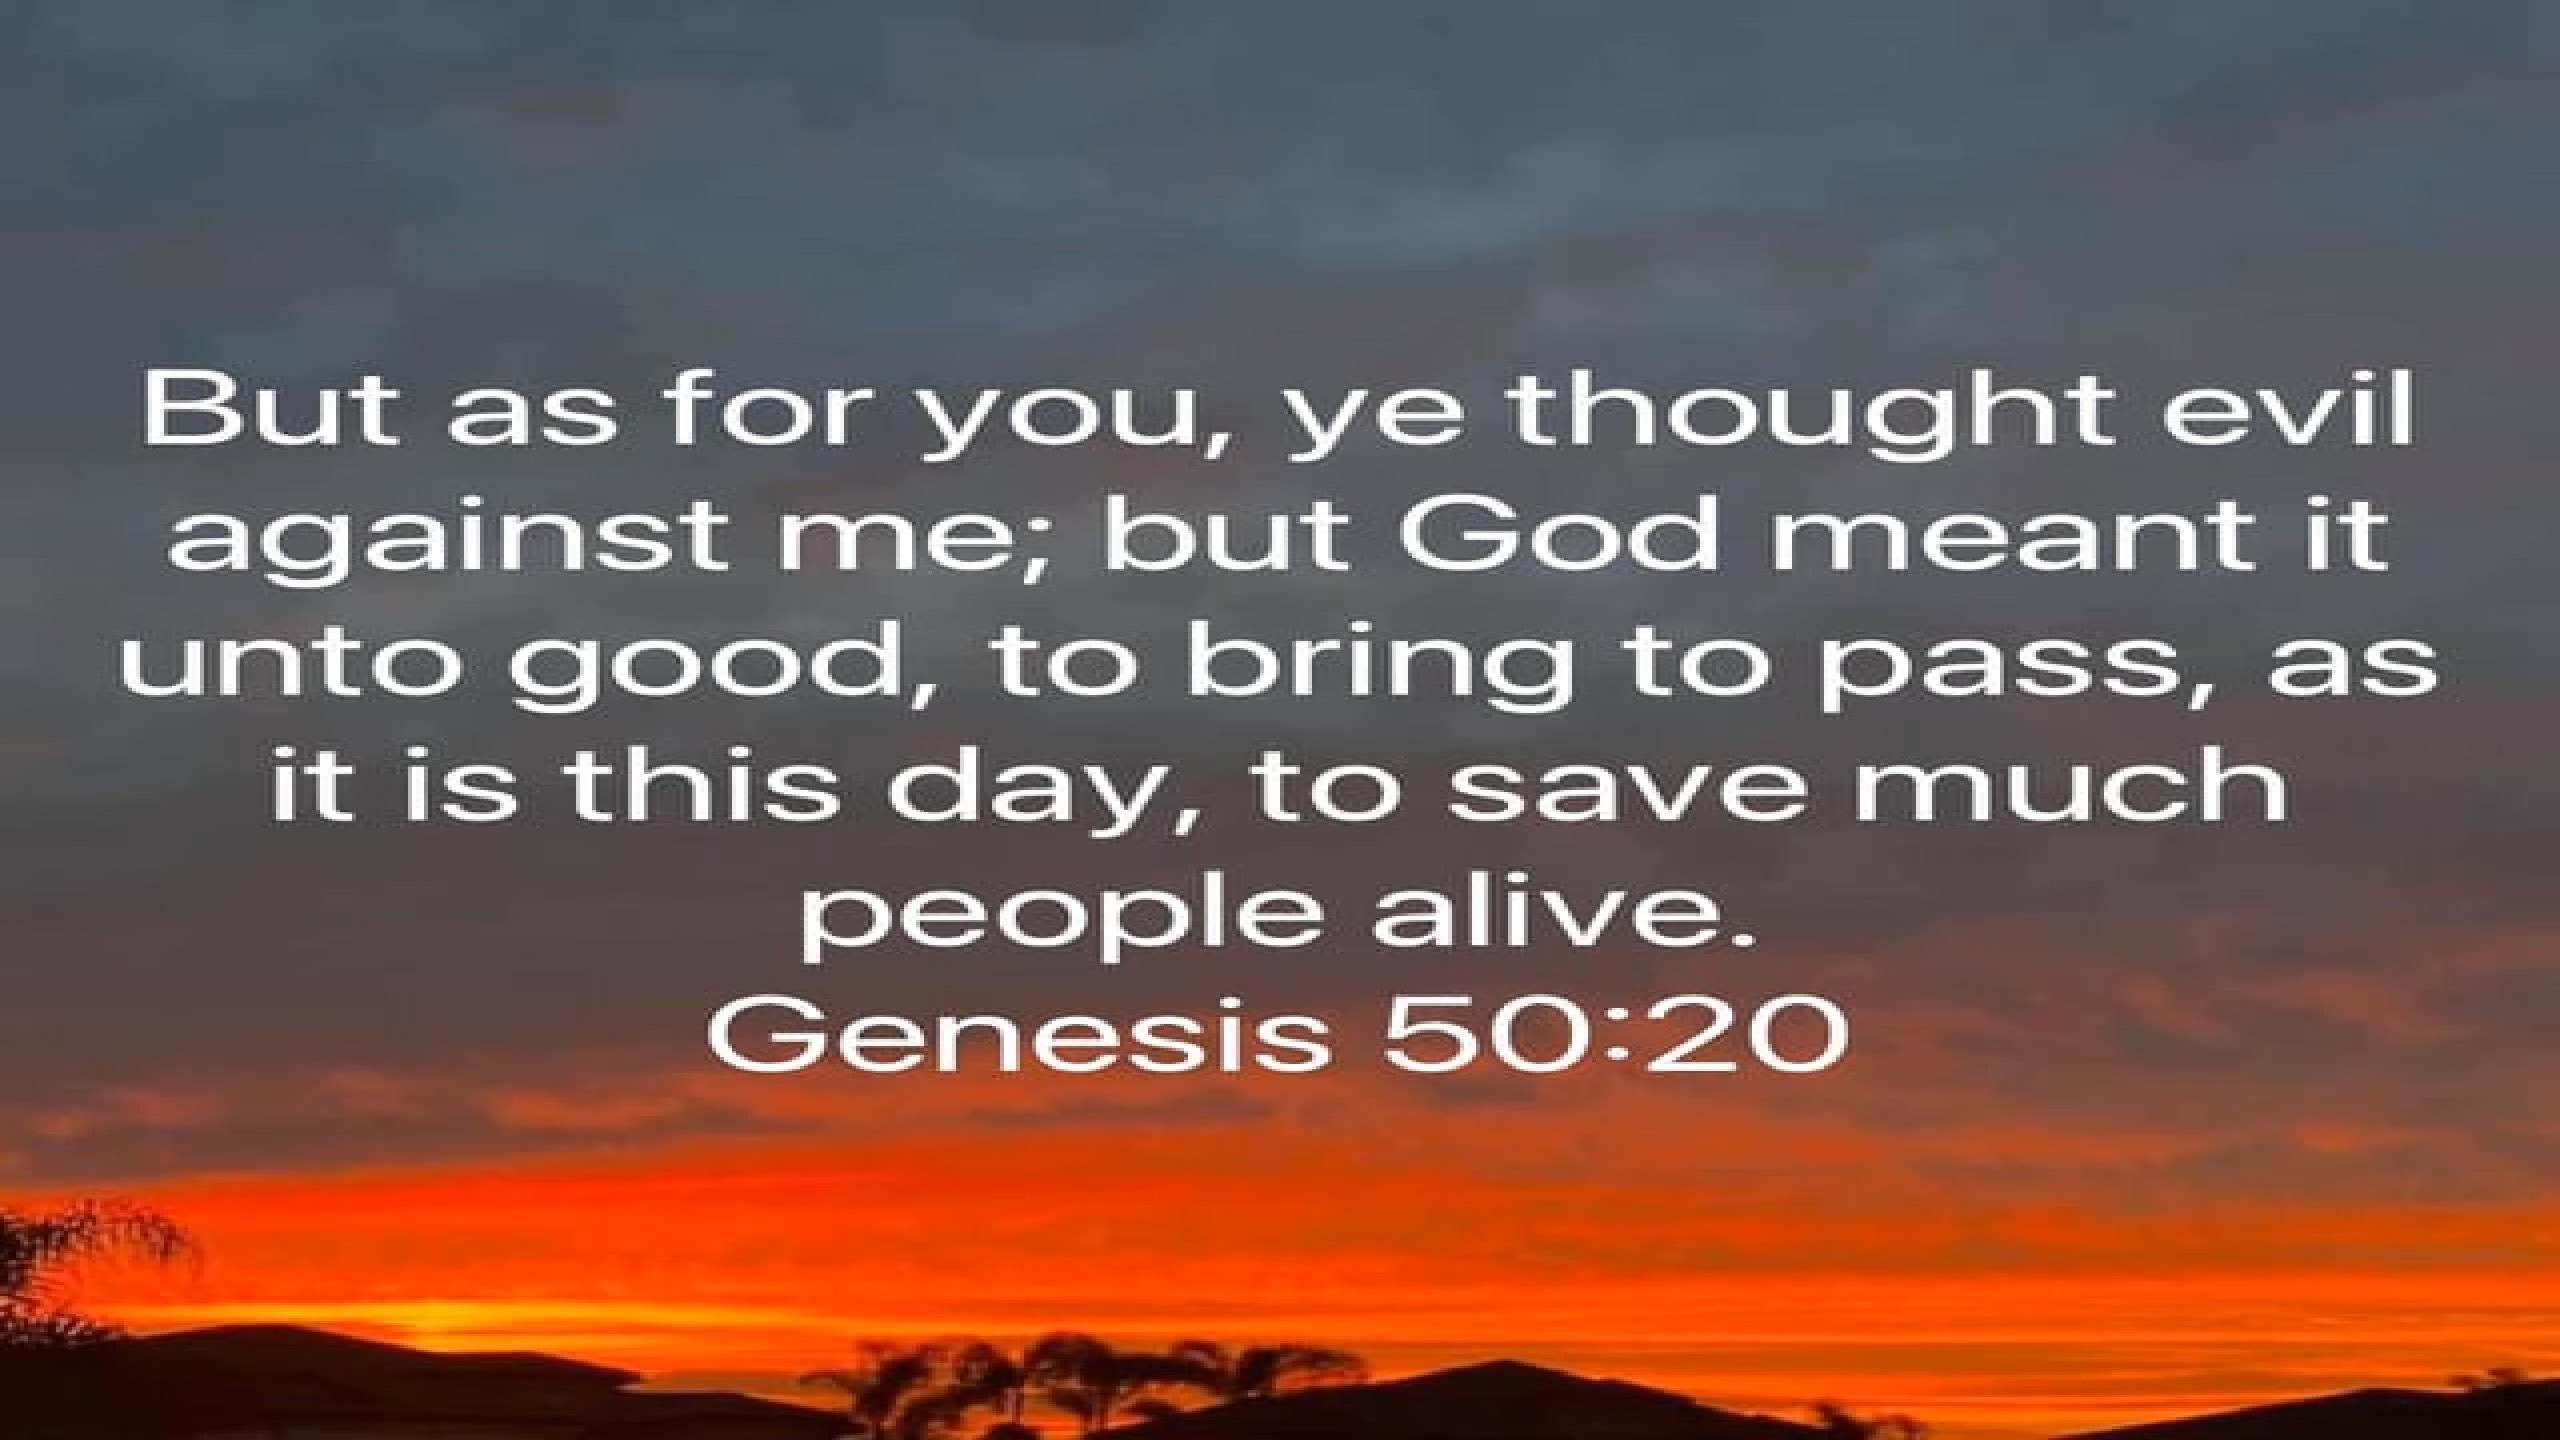 But as for you, ye thought evil
against me; but God meant it
unto good, to bring to pass, as
it is this day, to save much
people alive.
Genesis 50:20